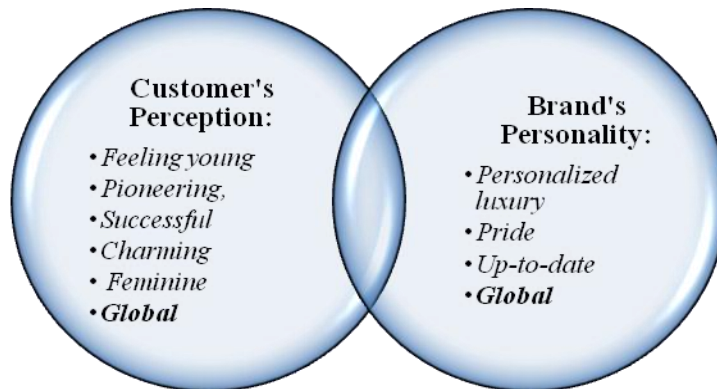 Customer's
Perception:
• Feeling young
• Pioneering,
• Successful
• Charming
• Feminine
• Global
Brand's
Personality:
• Personalized
luxury
• Pride
• Up-to-date
• Global